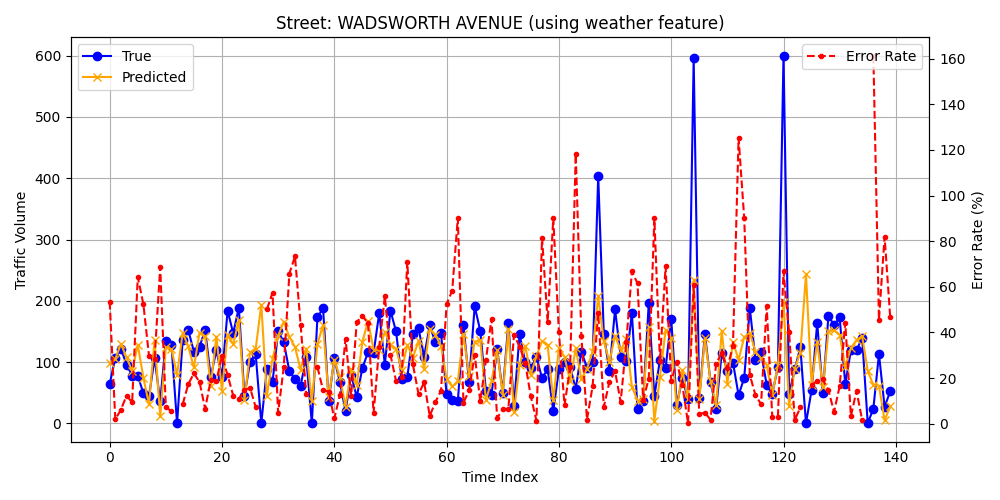 Street: WADSWORTH AVENUE (using weather feature)
True
Predicted
Error Rate
600
500
400
300
200
100
0
Traffic Volume
160
140
120
100
80
60
40
20
0
Error Rate (%)
0 20 40 60 80 100 120 140
Time Index